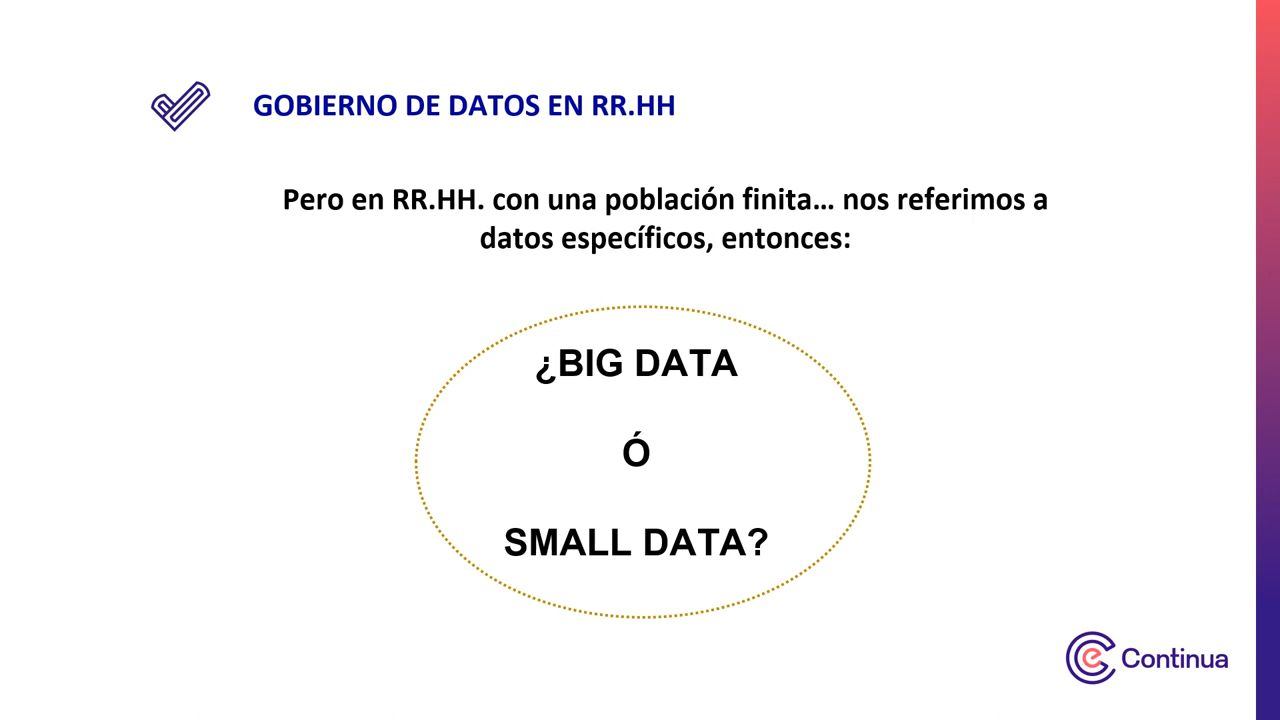 GOBIERNO DE DATOS EN RR.HH
Pero en RR.HH. con una población finita... nos referimos a
datos específicos, entonces:
¿BIG DATA
Ó
SMALL DATA?
Continua